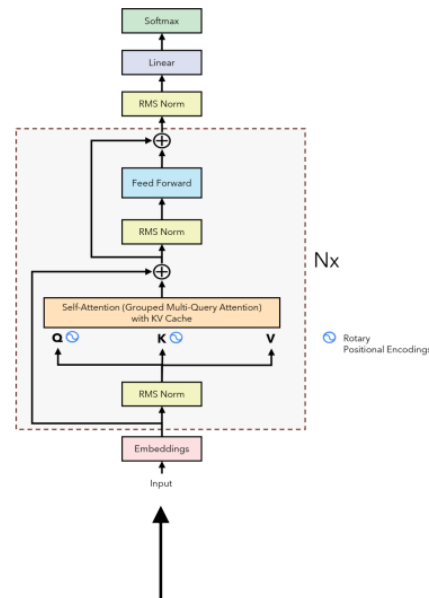 Softmax
Linear
RMS Norm
Feed Forward
RMS Norm
Nx
Self-Attention (Grouped Multi-Query Attention)
with KV Cache
Q K V
Rotary
Positional Encodings
RMS Norm
Embeddings
Input